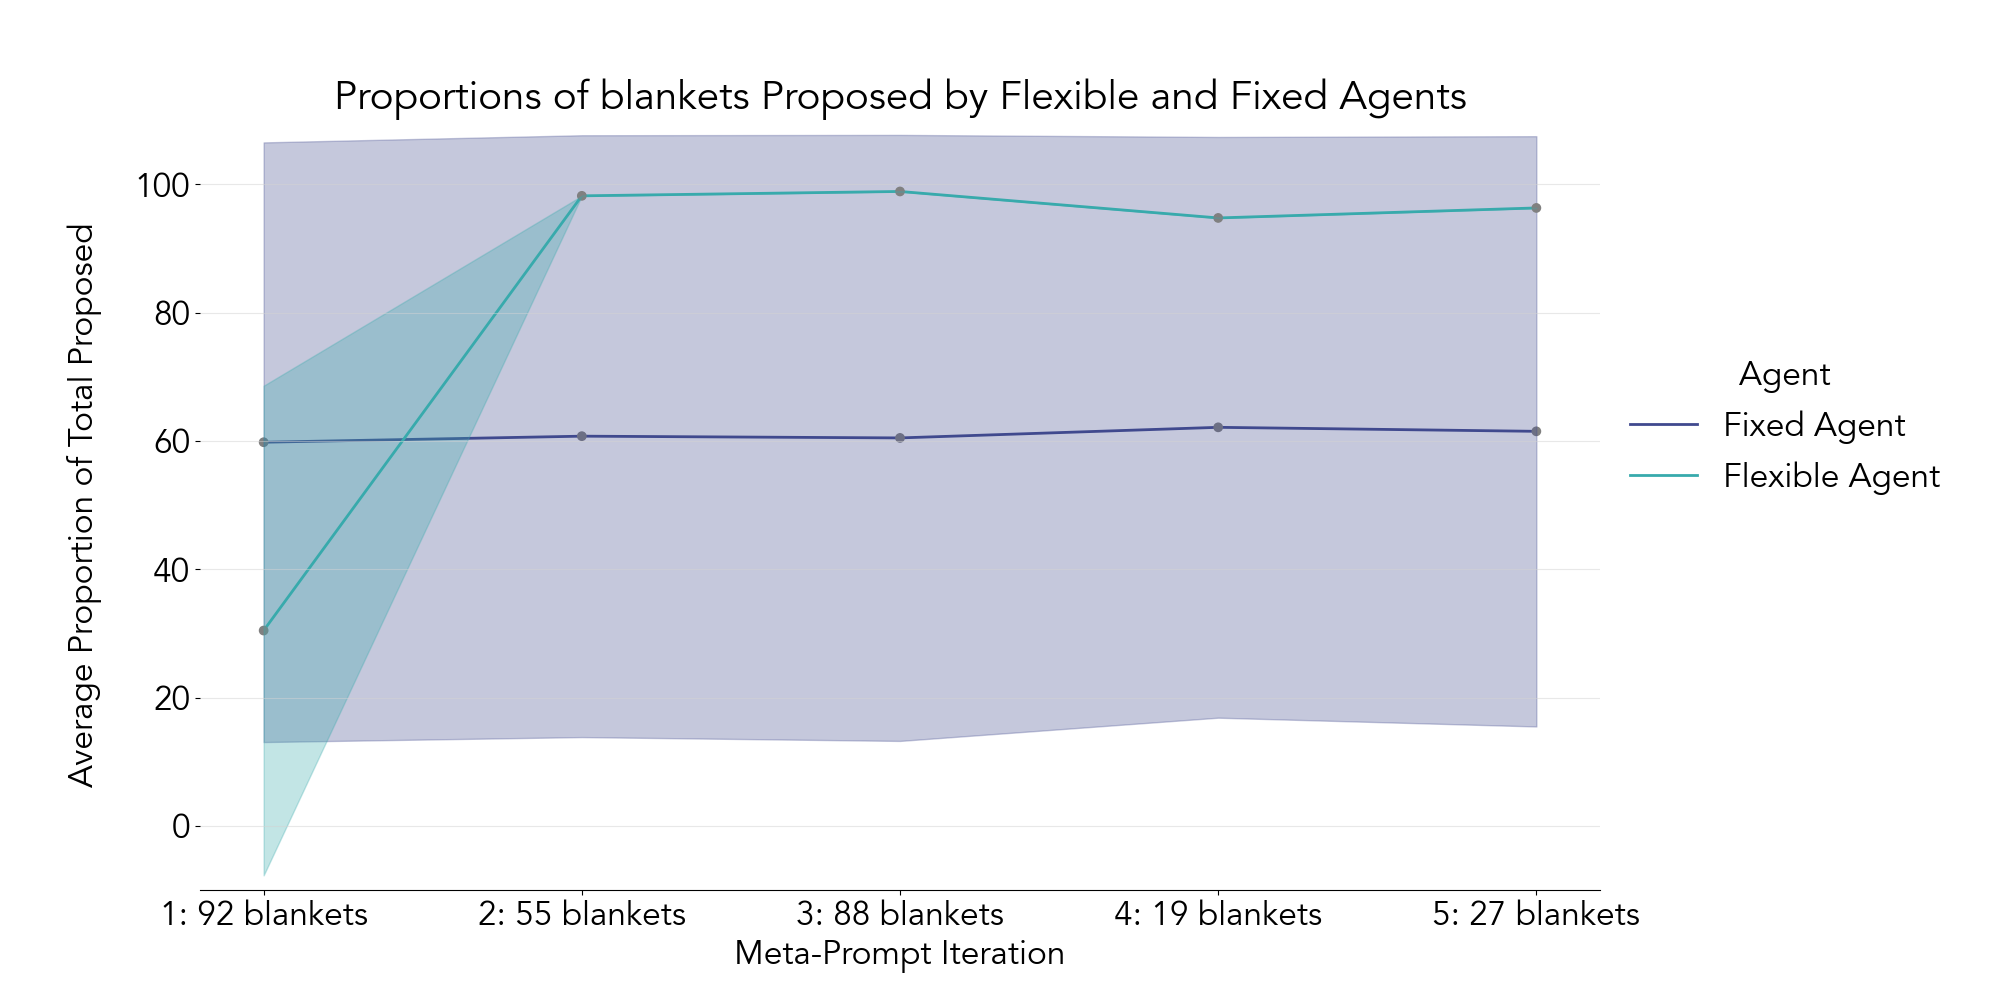 Proportions of blankets Proposed by Flexible and Fixed Agents
Average Proportion of Total Proposed
100
80
60
40
20
0
1: 92 blankets
2: 55 blankets
3: 88 blankets
4: 19 blankets
5: 27 blankets
Meta-Prompt Iteration
Agent
Fixed Agent
Flexible Agent